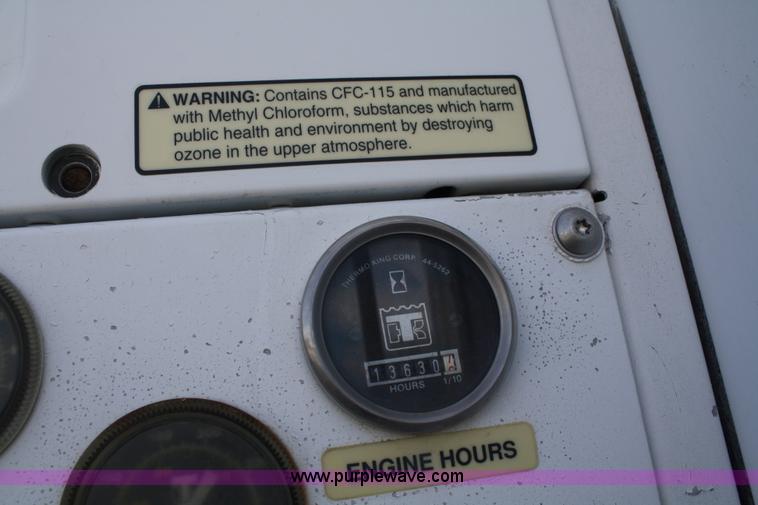 WARNING: Contains CFC-115 and manufactured
with Methyl Chloroform, substances which harm
public health and environment by destroying
ozone in the upper atmosphere.
THERMO KING CORP. 44-5262
TK
13630
HOURS 1/10
ENGINE HOURS
www.purplewave.com